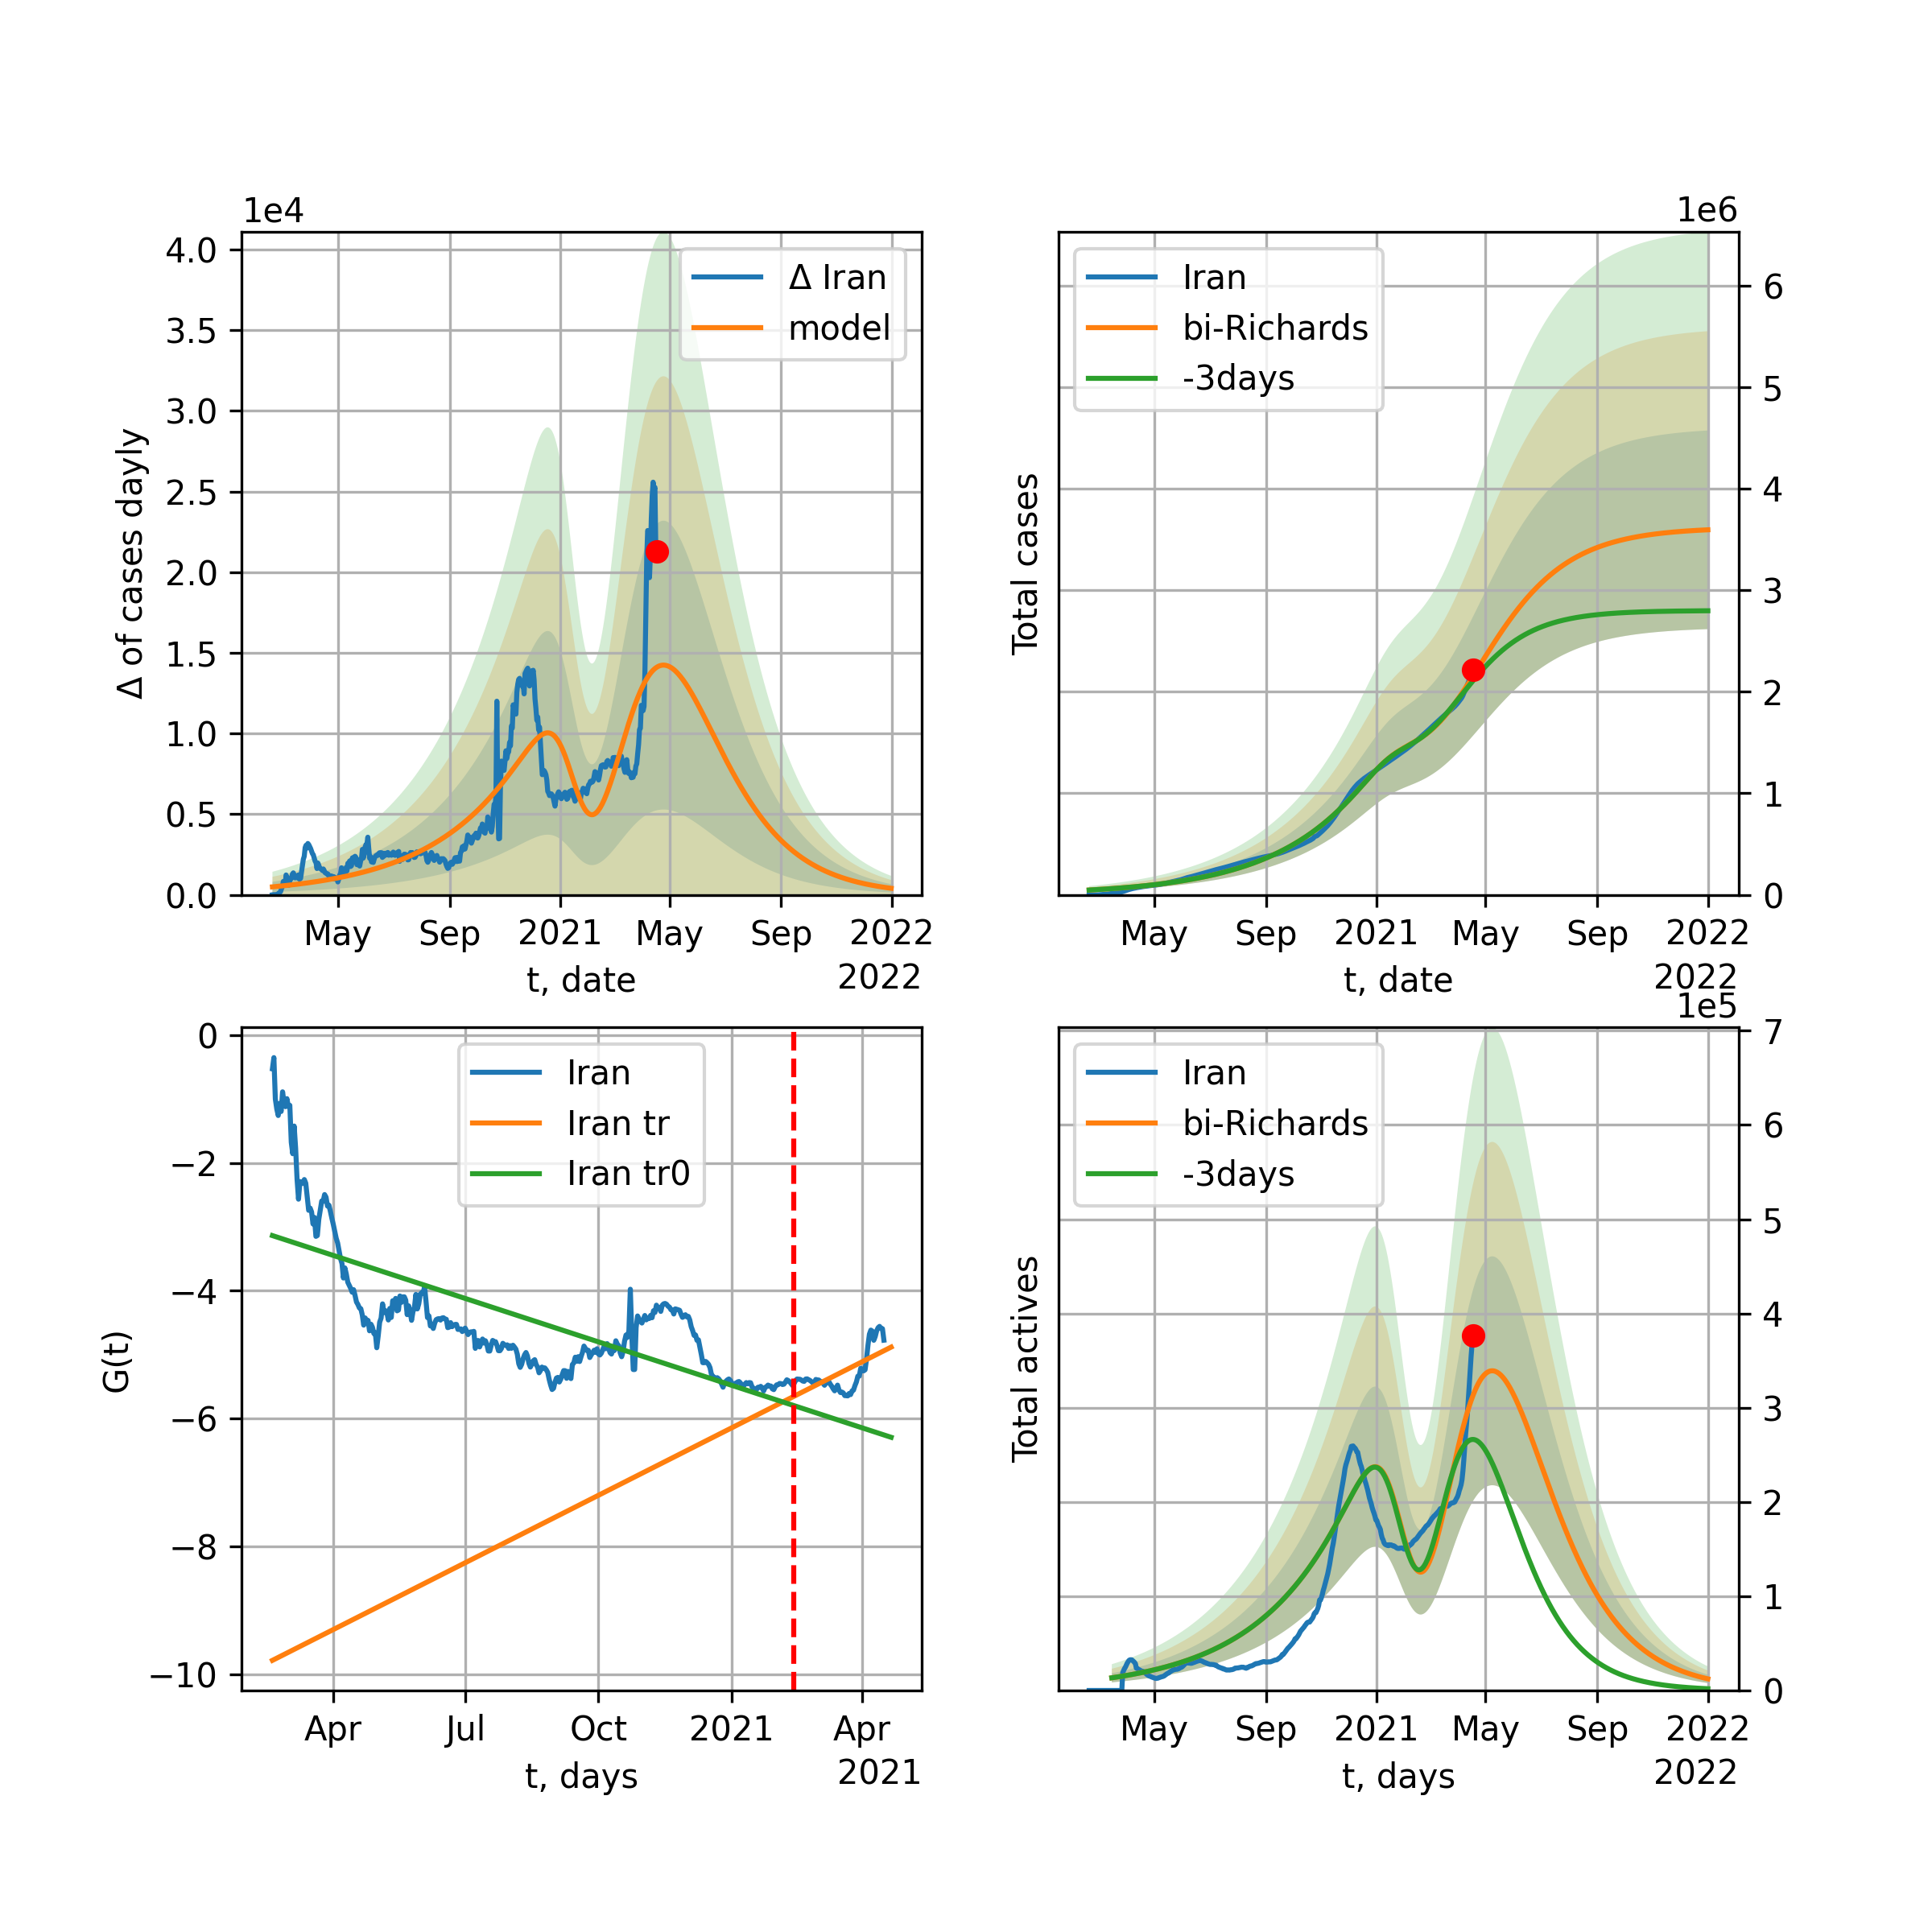 1e4
Δ of cases dayly
4.0
3.5
3.0
2.5
2.0
1.5
1.0
0.5
0.0
Δ Iran
model
May Sep 2021 May Sep 2022
t, date
2022
1e6
Total cases
Iran
bi-Richards
-3days
6
5
4
3
2
1
0
May Sep 2021 May Sep 2022
t, date
2022
G(t)
0
−2
−4
−6
−8
−10
Iran
Iran tr
Iran tr0
Apr Jul Oct 2021 Apr
t, days
2021
1e5
Total actives
Iran
bi-Richards
-3days
7
6
5
4
3
2
1
0
May Sep 2021 May Sep 2022
t, days
2022